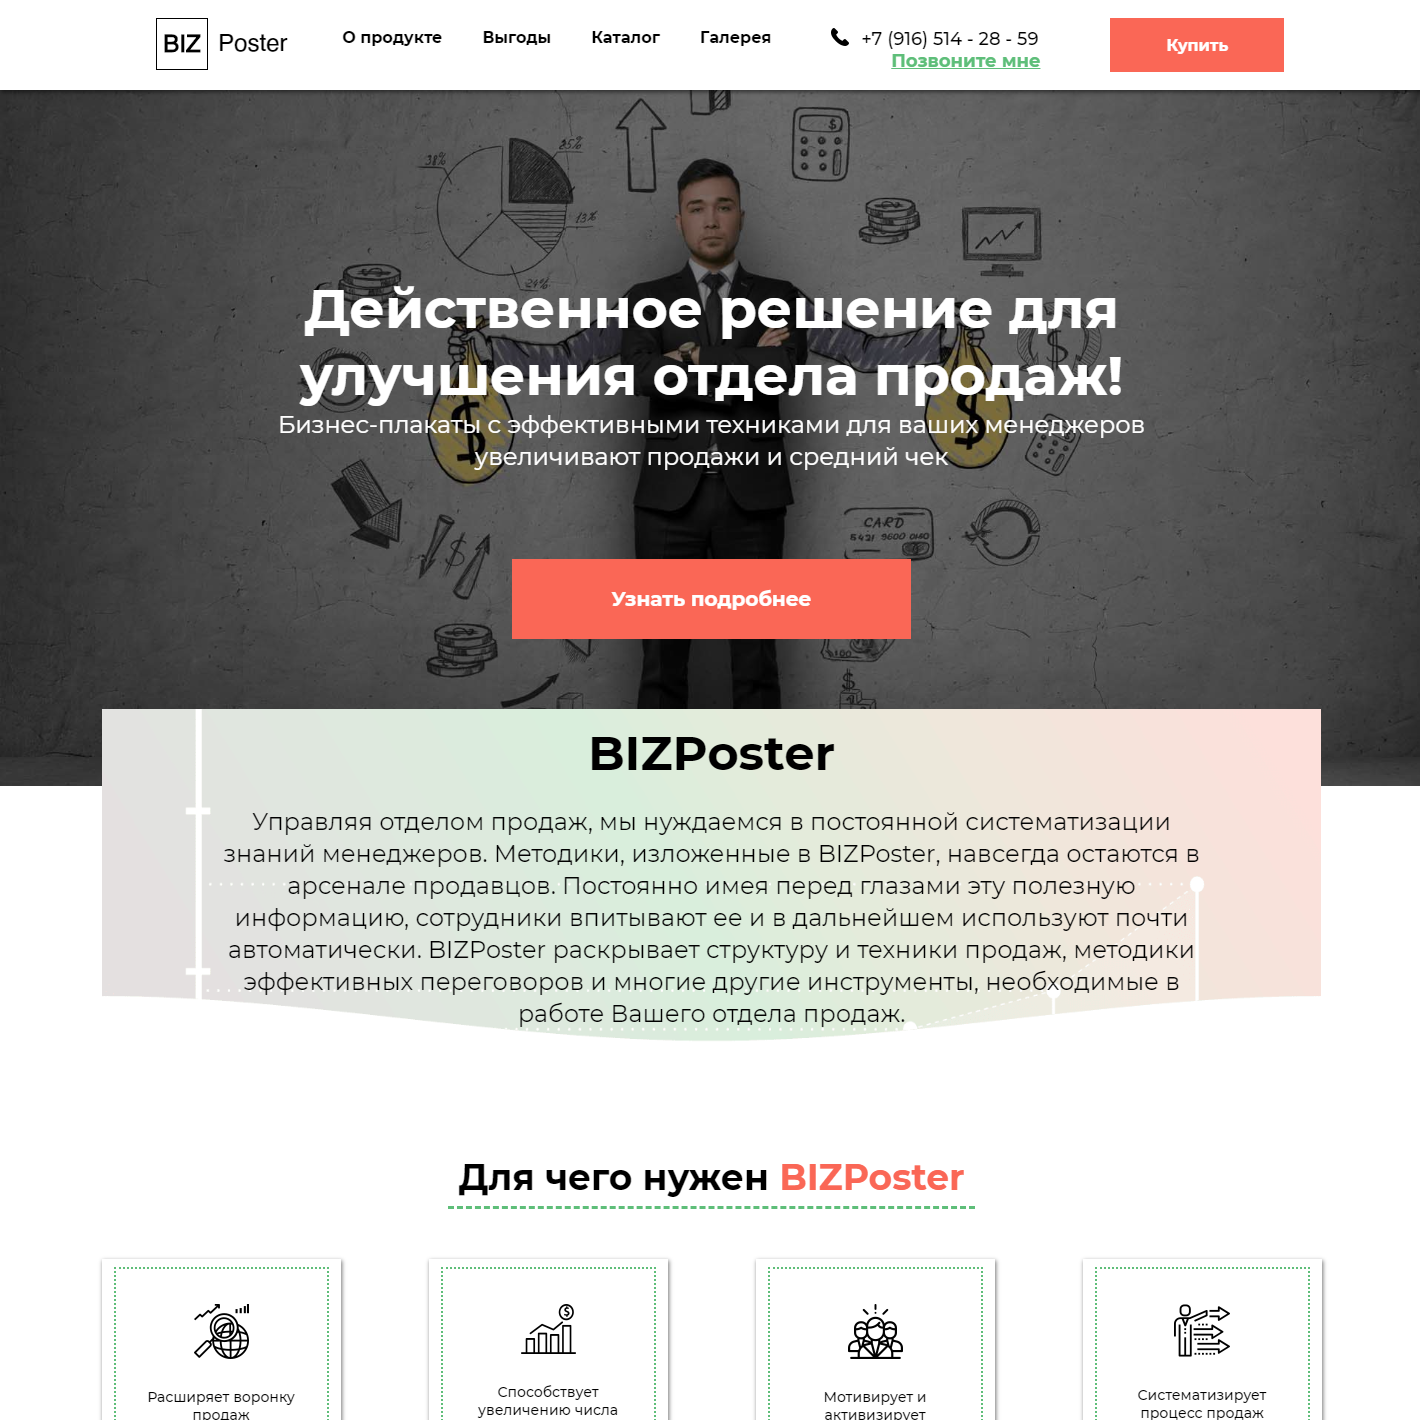 BIZ Poster
О продукте Выгоды Каталог Галерея
+7 (916) 514 - 28 - 59
Позвоните мне
Купить
38%
25%
13%
24%
Действенное решение для
улучшения отдела продаж!
Бизнес-плакаты с эффективными техниками для ваших менеджеров
увеличивают продажи и средний чек
CARD
5421 9600 0140
Узнать подробнее
100
BIZPoster
Управляя отделом продаж, мы нуждаемся в постоянной систематизации
знаний менеджеров. Методики, изложенные в BIZPoster, навсегда остаются в
арсенале продавцов. Постоянно имея перед глазами эту полезную
информацию, сотрудники впитывают ее и в дальнейшем используют почти
автоматически. BIZPoster раскрывает структуру и техники продаж, методики
эффективных переговоров и многие другие инструменты, необходимые в
работе Вашего отдела продаж.
Для чего нужен BIZPoster
Расширяет воронку
продаж
Способствует
увеличению числа
Мотивирует и
активизирует
Систематизирует
процесс продаж